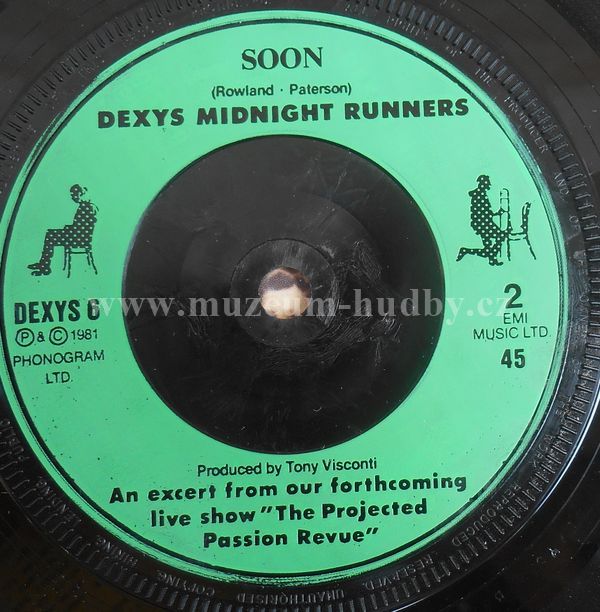 SOON
(Rowland · Paterson)
DEXYS MIDNIGHT RUNNERS
DEXYS 6
Ⓟ & © 1981
PHONOGRAM
LTD.
2
EMI
MUSIC LTD.
45
www.muzeum-hudby.cz
Produced by Tony Visconti
An excert from our forthcoming
live show "The Projected
Passion Revue"